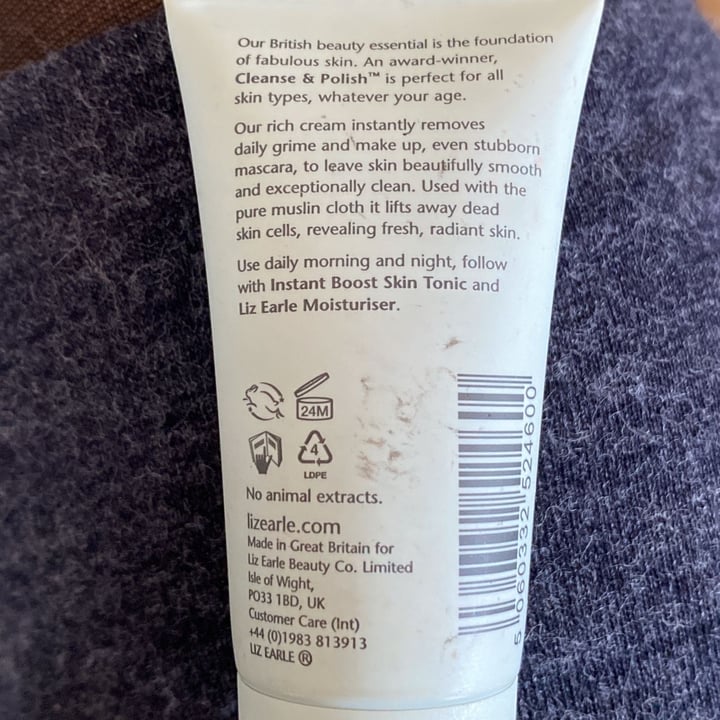 Our British beauty essential is the foundation
of fabulous skin. An award-winner,
Cleanse & Polish™ is perfect for all
skin types, whatever your age.
Our rich cream instantly removes
daily grime and make up, even stubborn
mascara, to leave skin beautifully smooth
and exceptionally clean. Used with the
pure muslin cloth it lifts away dead
skin cells, revealing fresh, radiant skin.
Use daily morning and night, follow
with Instant Boost Skin Tonic and
Liz Earle Moisturiser.
24M
4
LDPE
No animal extracts.
lizearle.com
Made in Great Britain for
Liz Earle Beauty Co. Limited
Isle of Wight,
PO33 1BD, UK
Customer Care (Int)
+44 (0)1983 813913
LIZ EARLE ®
5 060332 524600